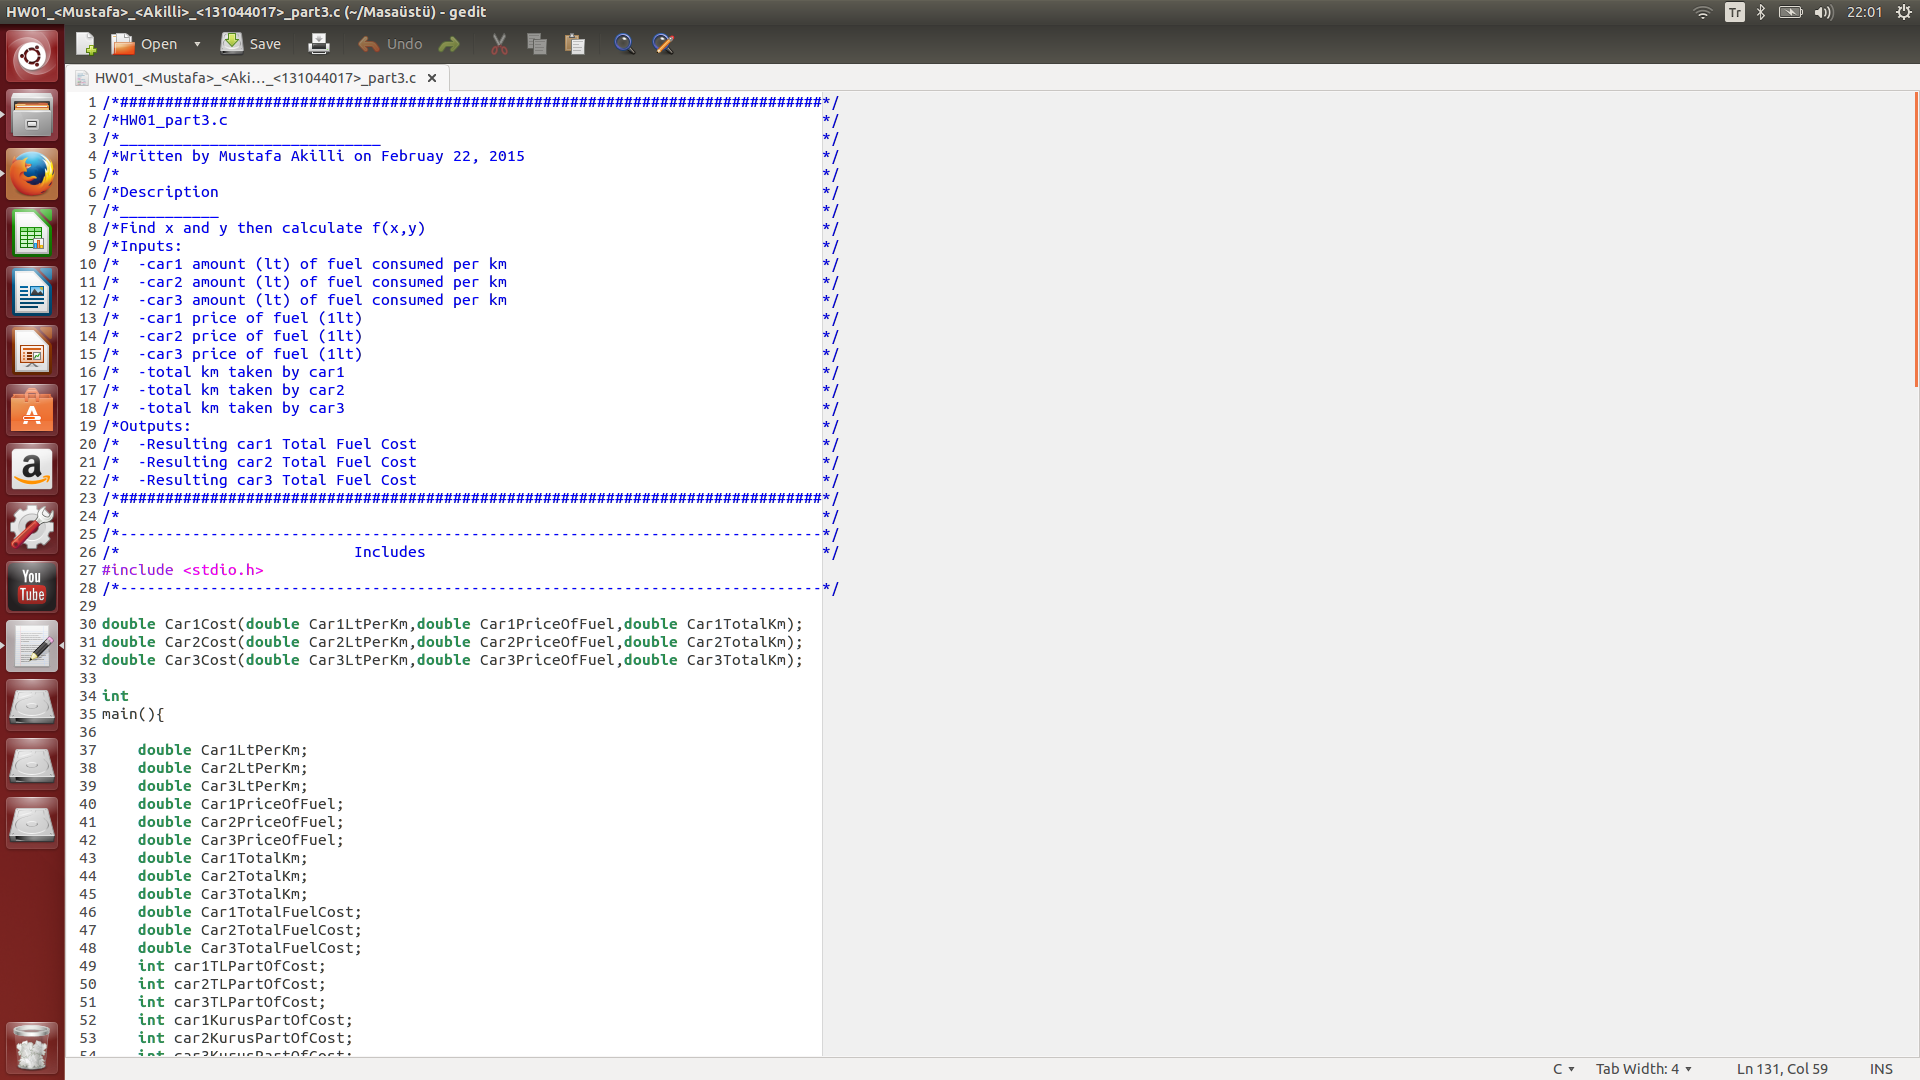 HW01_<Mustafa>_<Akilli>_<131044017>_part3.c (~/Masaüstü) - gedit
Tr 22:01
Open Save Undo
HW01_<Mustafa>_<Aki..._<131044017>_part3.c ×
1 /*##############################################################################*/
2 /*HW01_part3.c */
3 /*_____________________________ */
4 /*Written by Mustafa Akilli on Februay 22, 2015 */
5 /* */
6 /*Description */
7 /*___________ */
8 /*Find x and y then calculate f(x,y) */
9 /*Inputs: */
10 /*  -car1 amount (lt) of fuel consumed per km */
11 /*  -car2 amount (lt) of fuel consumed per km */
12 /*  -car3 amount (lt) of fuel consumed per km */
13 /*  -car1 price of fuel (1lt) */
14 /*  -car2 price of fuel (1lt) */
15 /*  -car3 price of fuel (1lt) */
16 /*  -total km taken by car1 */
17 /*  -total km taken by car2 */
18 /*  -total km taken by car3 */
19 /*Outputs: */
20 /*  -Resulting car1 Total Fuel Cost */
21 /*  -Resulting car2 Total Fuel Cost */
22 /*  -Resulting car3 Total Fuel Cost */
23 /*##############################################################################*/
24 /* */
25 /*------------------------------------------------------------------------------*/
26 /* Includes */
27 #include <stdio.h>
28 /*------------------------------------------------------------------------------*/
29
30 double Car1Cost(double Car1LtPerKm,double Car1PriceOfFuel,double Car1TotalKm);
31 double Car2Cost(double Car2LtPerKm,double Car2PriceOfFuel,double Car2TotalKm);
32 double Car3Cost(double Car3LtPerKm,double Car3PriceOfFuel,double Car3TotalKm);
33
34 int
35 main(){
36
37     double Car1LtPerKm;
38     double Car2LtPerKm;
39     double Car3LtPerKm;
40     double Car1PriceOfFuel;
41     double Car2PriceOfFuel;
42     double Car3PriceOfFuel;
43     double Car1TotalKm;
44     double Car2TotalKm;
45     double Car3TotalKm;
46     double Car1TotalFuelCost;
47     double Car2TotalFuelCost;
48     double Car3TotalFuelCost;
49     int car1TLPartOfCost;
50     int car2TLPartOfCost;
51     int car3TLPartOfCost;
52     int car1KurusPartOfCost;
53     int car2KurusPartOfCost;
54     int car3KurusPartOfCost;
A
a
You
Tube
C Tab Width: 4 Ln 131, Col 59 INS